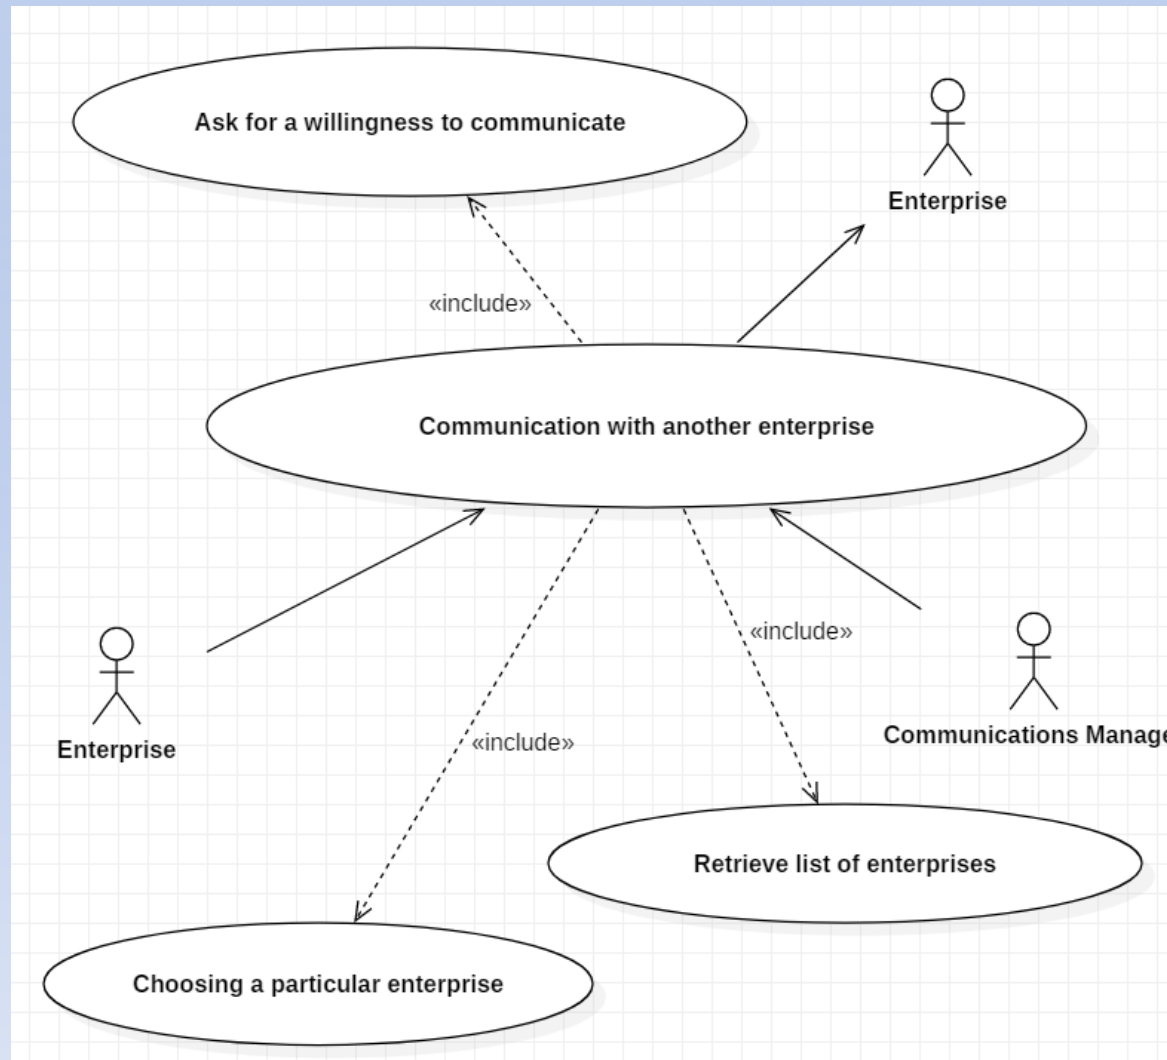 Ask for a willingness to communicate
Enterprise
«include»
Communication with another enterprise
«include»
Enterprise
«include»
Communications Manage
Retrieve list of enterprises
Choosing a particular enterprise